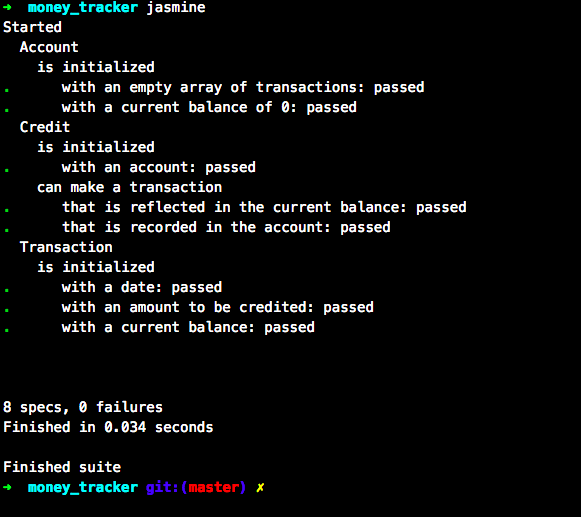 ➜  money_tracker jasmine
Started
  Account
    is initialized
.      with an empty array of transactions: passed
.      with a current balance of 0: passed
  Credit
    is initialized
.      with an account: passed
    can make a transaction
.      that is reflected in the current balance: passed
.      that is recorded in the account: passed
  Transaction
    is initialized
.      with a date: passed
.      with an amount to be credited: passed
.      with a current balance: passed
8 specs, 0 failures
Finished in 0.034 seconds
Finished suite
➜  money_tracker git:(master) ✗